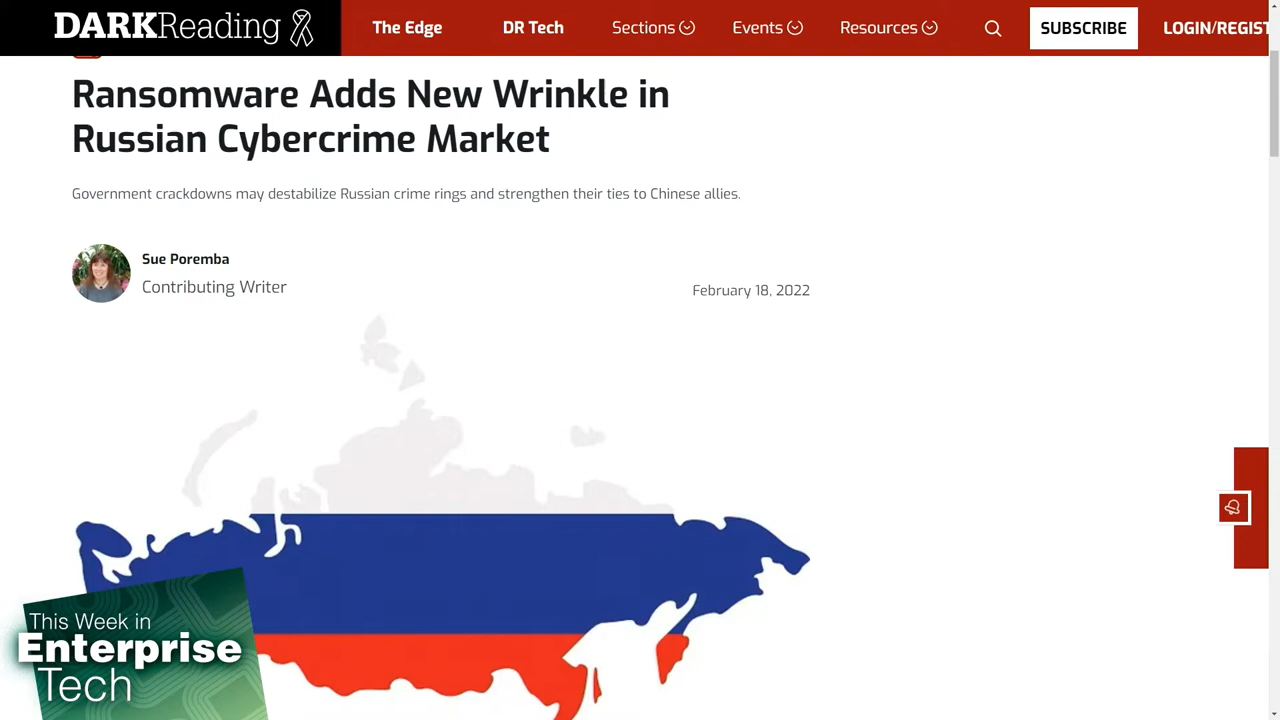 DARKReading
The Edge
DR Tech
Sections
Events
Resources
SUBSCRIBE
LOGIN/REGIST
Ransomware Adds New Wrinkle in
Russian Cybercrime Market
Government crackdowns may destabilize Russian crime rings and strengthen their ties to Chinese allies.
Sue Poremba
Contributing Writer
February 18, 2022
This Week in
Enterprise
Tech